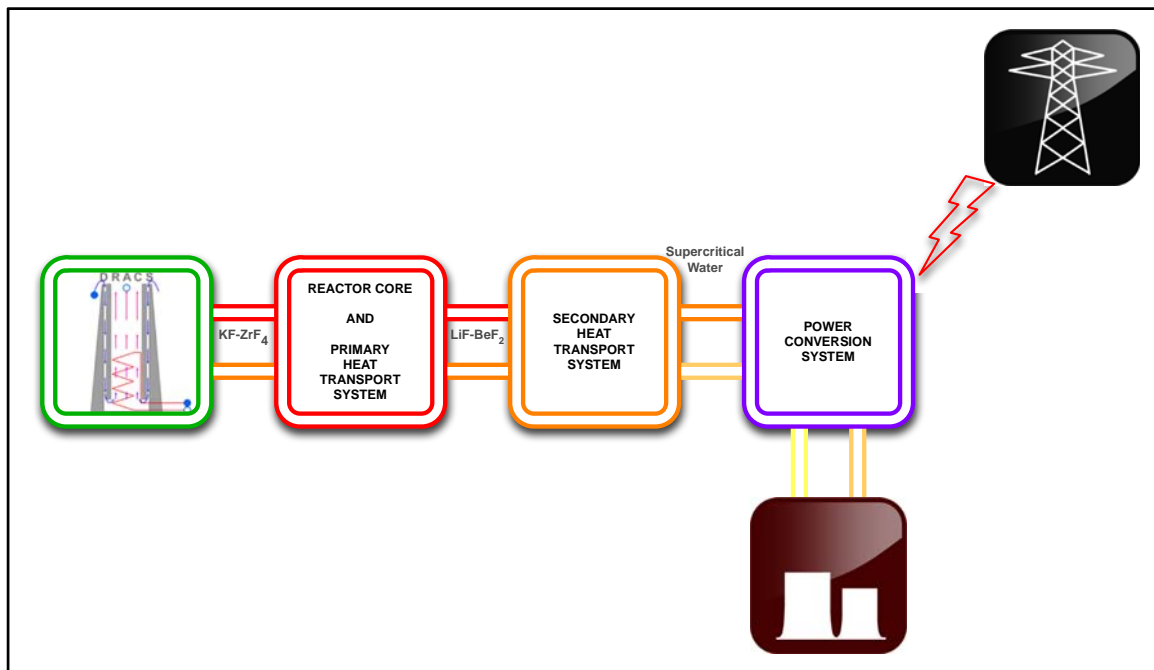 Supercritical
Water
DRACS
KF-ZrF4
REACTOR CORE
AND
PRIMARY
HEAT
TRANSPORT
SYSTEM
LiF-BeF2
SECONDARY
HEAT
TRANSPORT
SYSTEM
POWER
CONVERSION
SYSTEM